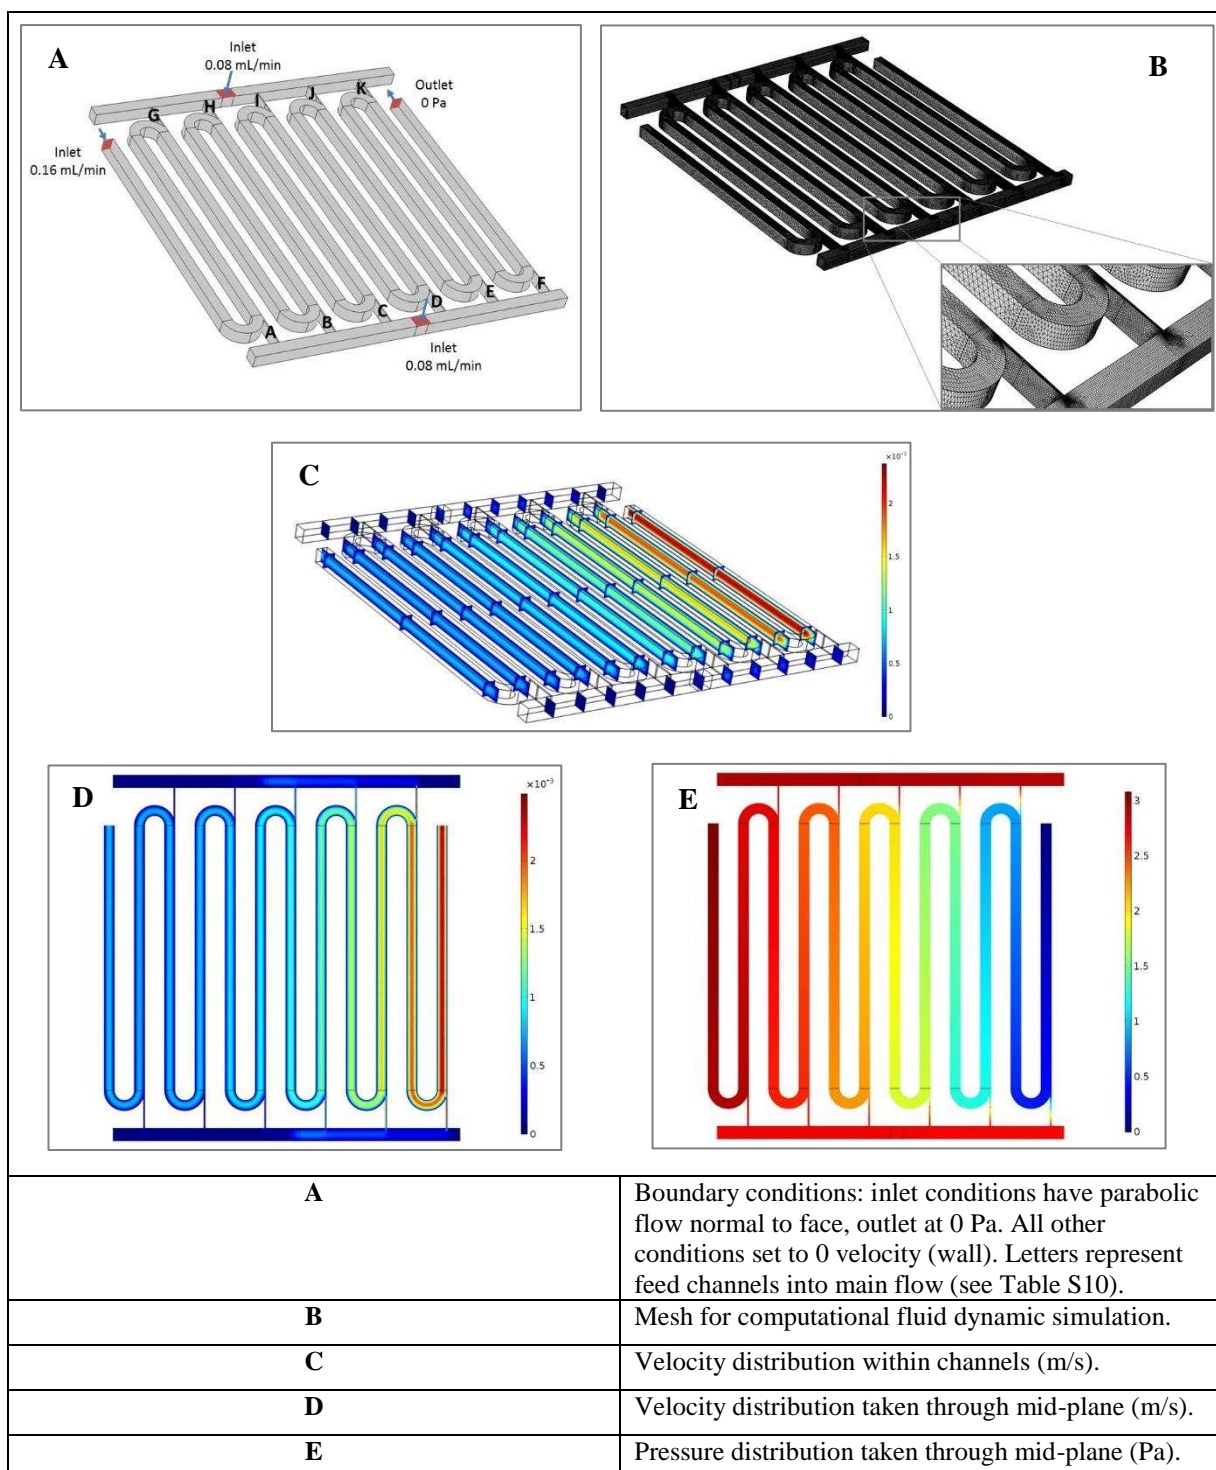 A
Inlet
0.08 mL/min
Outlet
0 Pa
Inlet
0.16 mL/min
G
H
I
J
K
A
B
C
D
E
F
Inlet
0.08 mL/min
B
C
×10⁻³
2
1.5
1
0.5
0
D
×10⁻³
2
1.5
1
0.5
0
E
3
2.5
2
1.5
1
0.5
0
A
Boundary conditions: inlet conditions have parabolic
flow normal to face, outlet at 0 Pa. All other
conditions set to 0 velocity (wall). Letters represent
feed channels into main flow (see Table S10).
B
Mesh for computational fluid dynamic simulation.
C
Velocity distribution within channels (m/s).
D
Velocity distribution taken through mid-plane (m/s).
E
Pressure distribution taken through mid-plane (Pa).